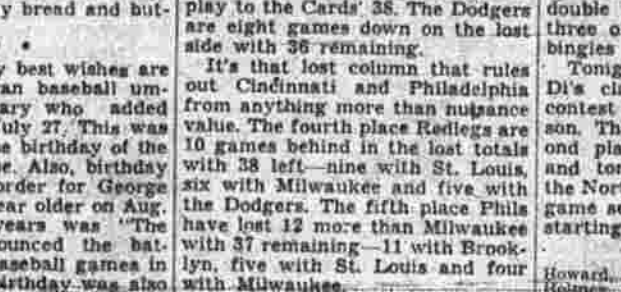 y bread and but-
y best wishes are
an baseball um-
ary who added
uly 27. This was
e birthday of the
e. Also, birthday
order for George
ear older on Aug.
years was "The
ounced the bat-
aseball games in
irthday was also
play to the Cards' 38. The Dodgers
are eight games down on the lost
side with 36 remaining.
It's that lost column that rules
out Cincinnati and Philadelphia
from anything more than nuisance
value. The fourth place Redlegs are
10 games behind in the lost totals
with 38 left—nine with St. Louis,
six with Milwaukee and five with
the Dodgers. The fifth place Phils
have lost 12 more than Milwaukee
with 37 remaining—11 with Brook-
lyn, five with St. Louis and four
with Milwaukee.
double
three o
bingles
Tonig
Di's cl
contest
son. Th
ond pla
and to
the Nor
game se
starting
Howard,
Holmes